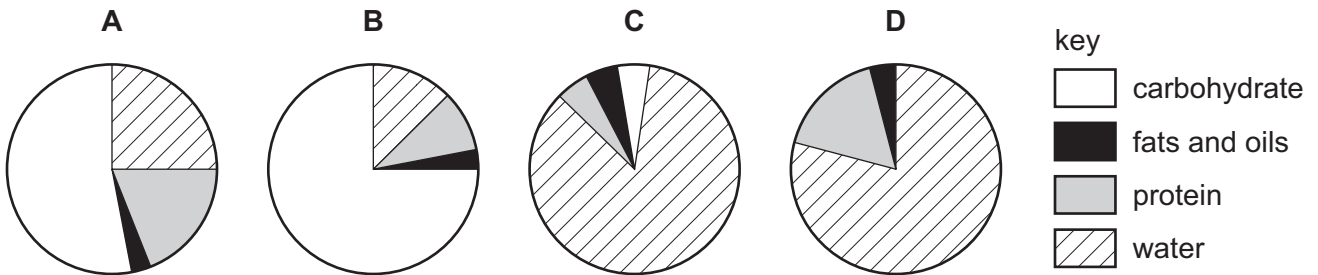 A B C D
key
carbohydrate
fats and oils
protein
water